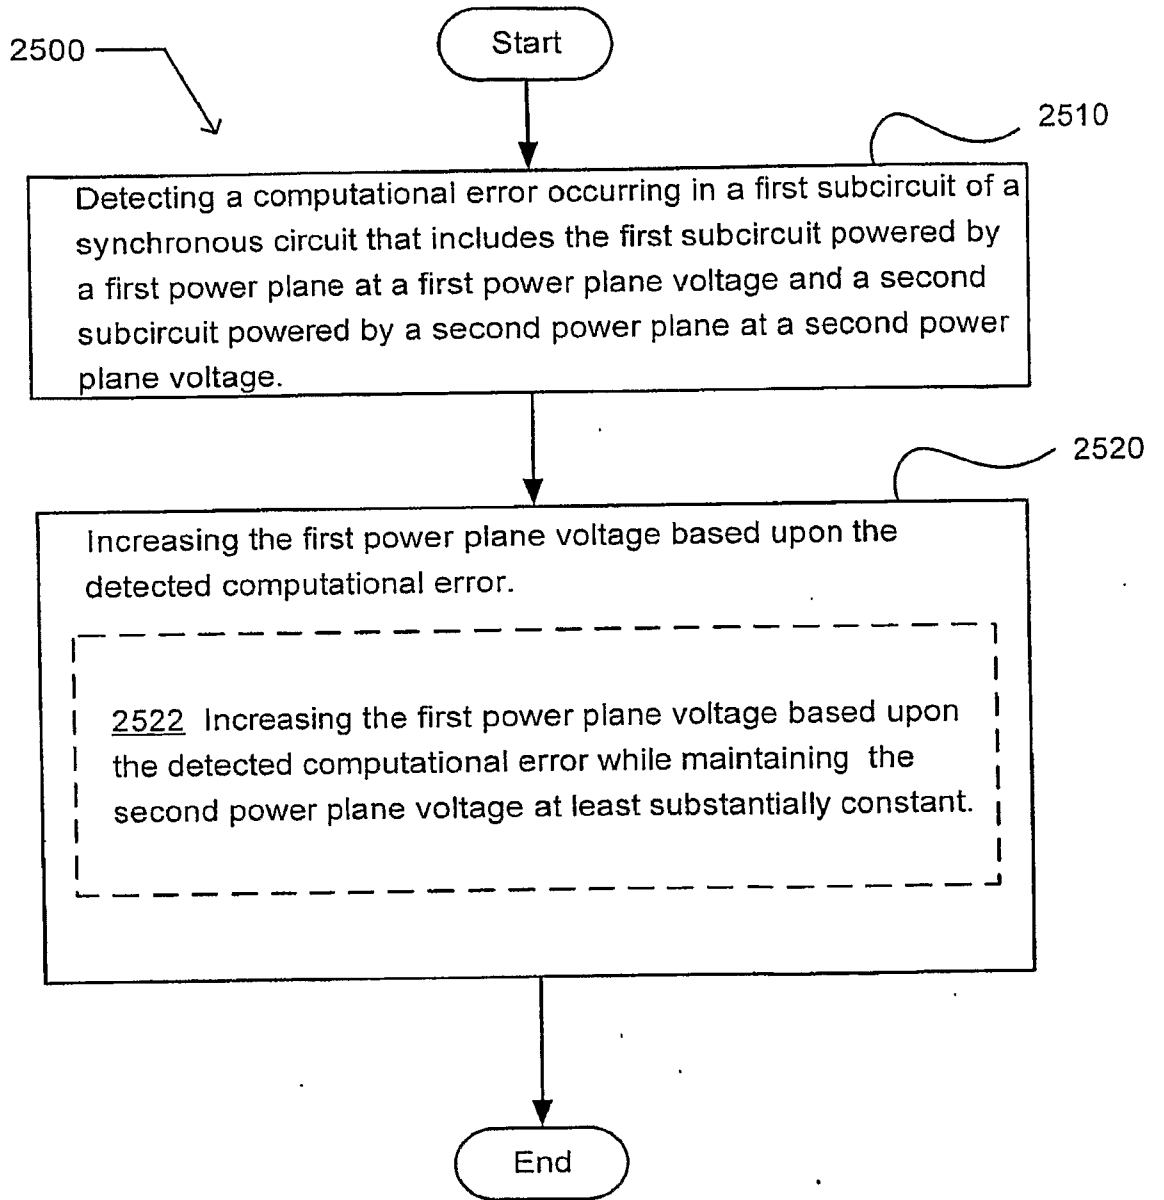 2500
Start
2510
Detecting a computational error occurring in a first subcircuit of a
synchronous circuit that includes the first subcircuit powered by
a first power plane at a first power plane voltage and a second
subcircuit powered by a second power plane at a second power
plane voltage.
2520
Increasing the first power plane voltage based upon the
detected computational error.
2522 Increasing the first power plane voltage based upon
the detected computational error while maintaining the
second power plane voltage at least substantially constant.
End